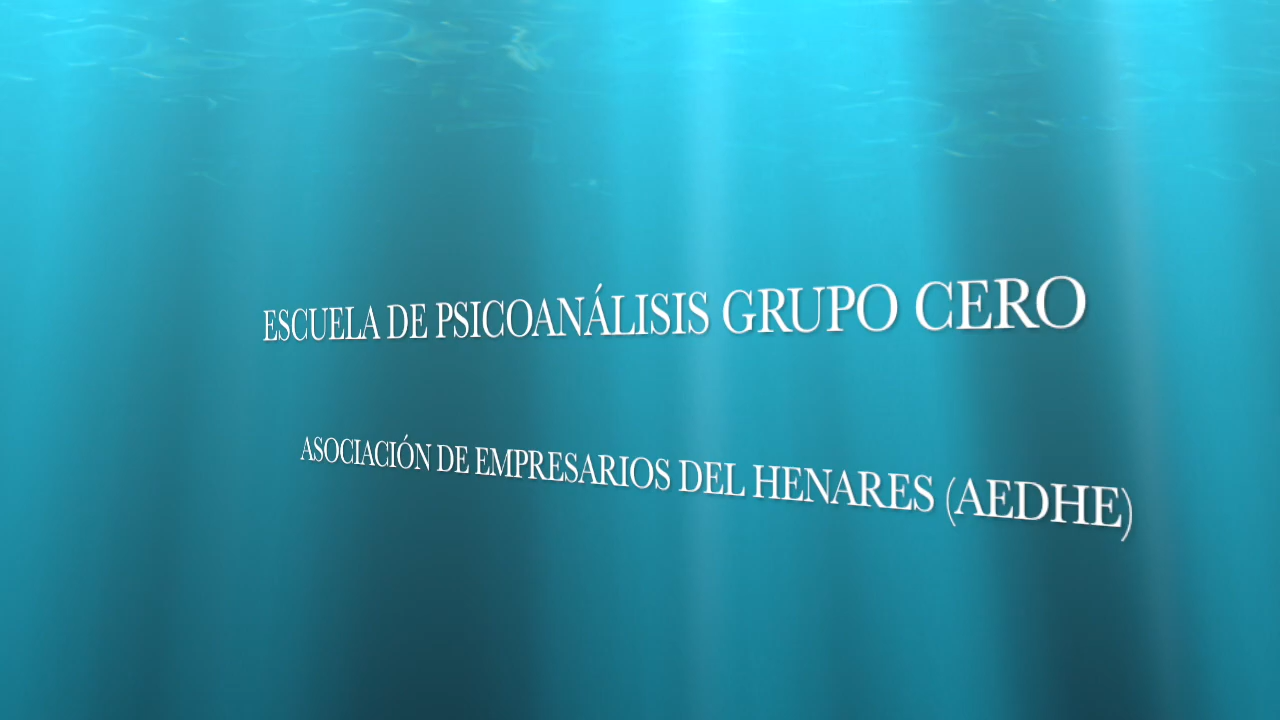 ESCUELA DE PSICOANÁLISIS GRUPO CERO
ASOCIACIÓN DE EMPRESARIOS DEL HENARES (AEDHE)